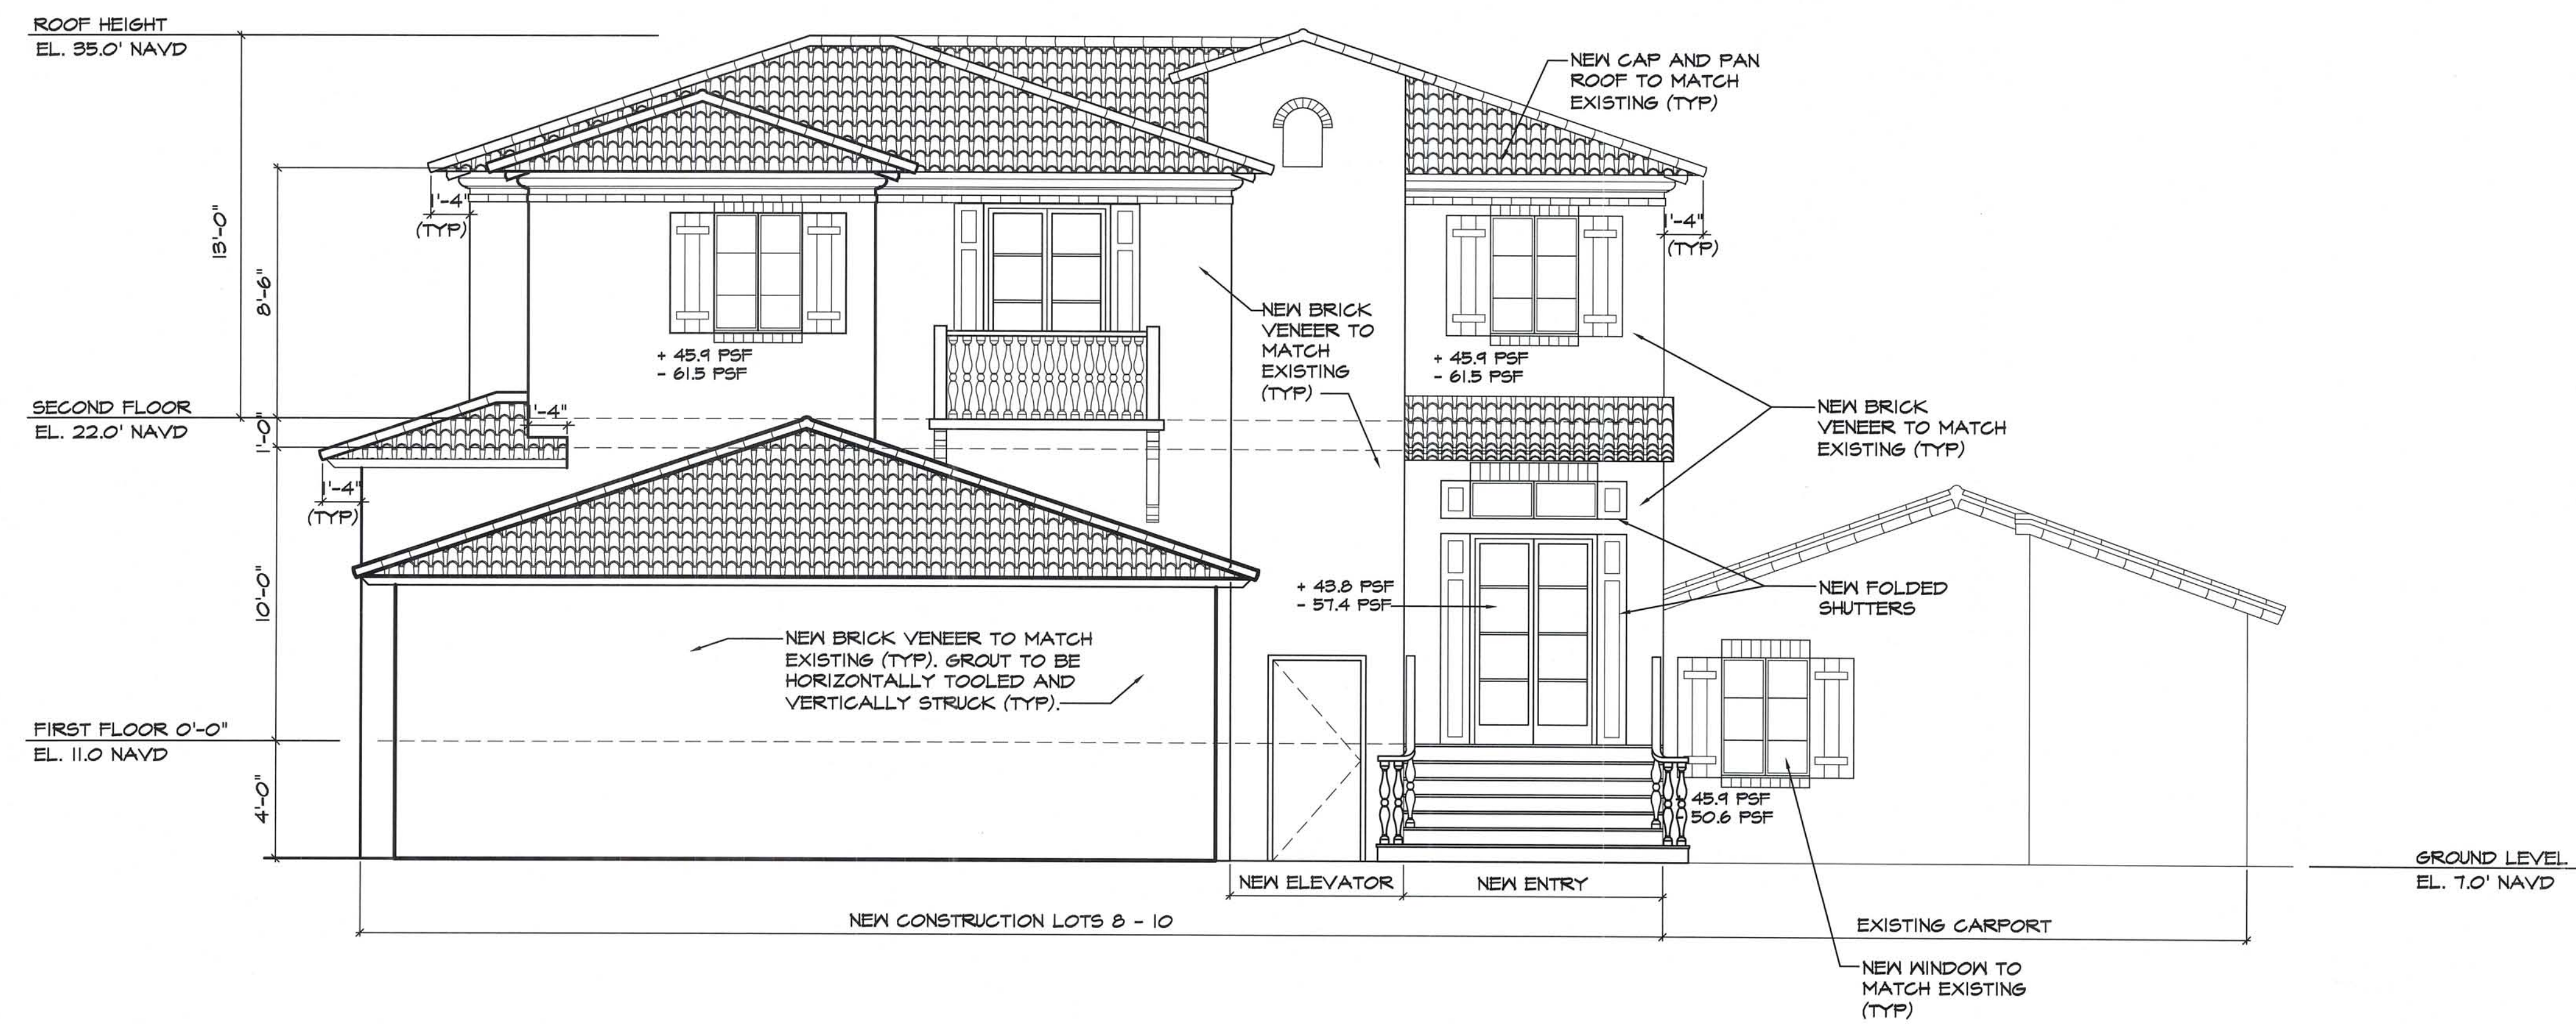 ROOF HEIGHT
EL. 35.0' NAVD
NEW CAP AND PAN
ROOF TO MATCH
EXISTING (TYP)
13'-0"
8'-6"
1'-4"
(TYP)
1'-4"
(TYP)
+ 45.9 PSF
- 61.5 PSF
NEW BRICK
VENEER TO
MATCH
EXISTING
(TYP)
+ 45.9 PSF
- 61.5 PSF
SECOND FLOOR
EL. 22.0' NAVD
1'-0"
1'-4"
NEW BRICK
VENEER TO MATCH
EXISTING (TYP)
1'-4"
(TYP)
10'-0"
+ 43.8 PSF
- 57.4 PSF
NEW FOLDED
SHUTTERS
NEW BRICK VENEER TO MATCH
EXISTING (TYP). GROUT TO BE
HORIZONTALLY TOOLED AND
VERTICALLY STRUCK (TYP).
FIRST FLOOR 0'-0"
EL. 11.0 NAVD
4'-0"
45.9 PSF
50.6 PSF
GROUND LEVEL
EL. 7.0' NAVD
NEW ELEVATOR
NEW ENTRY
NEW CONSTRUCTION LOTS 8 - 10
EXISTING CARPORT
NEW WINDOW TO
MATCH EXISTING
(TYP)